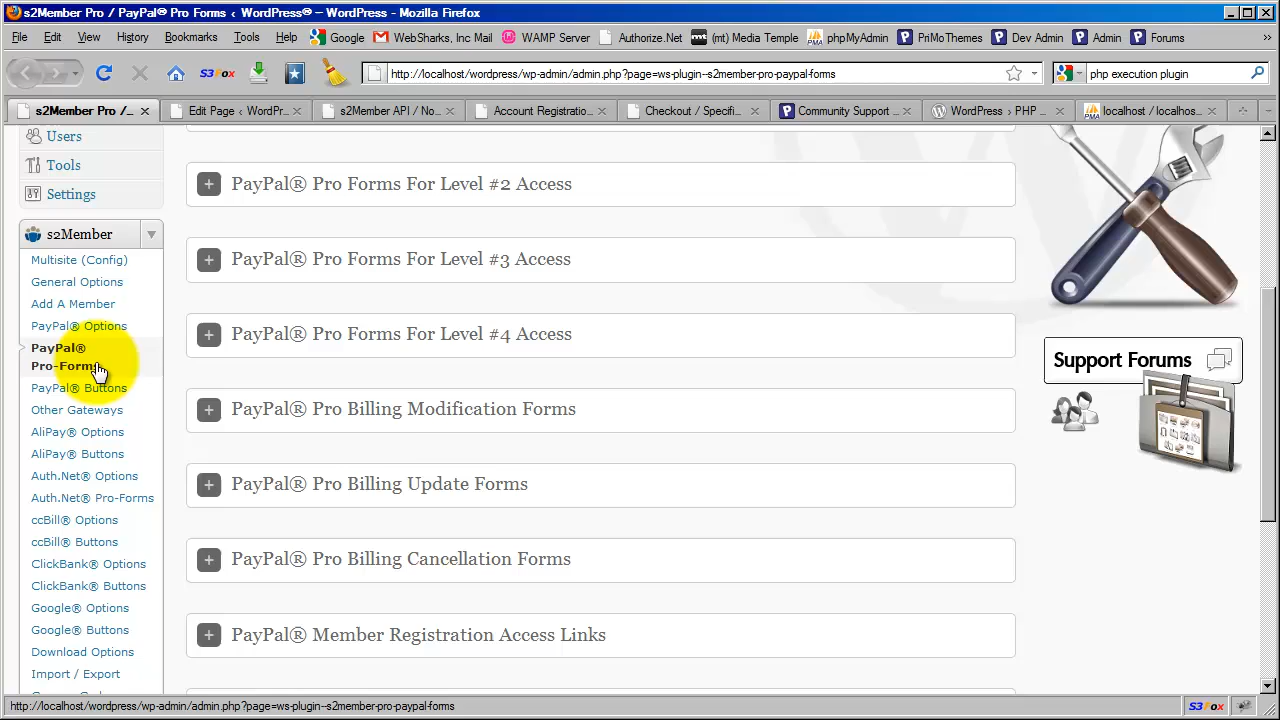 s2Member Pro / PayPal® Pro Forms ‹ WordPress® — WordPress - Mozilla Firefox
File Edit View History Bookmarks Tools Help Google WebSharks, Inc Mail WAMP Server Authorize.Net (mt) Media Temple phpMyAdmin PriMoThemes Dev Admin Admin Forums »
S3Fox http://localhost/wordpress/wp-admin/admin.php?page=ws-plugin--s2member-pro-paypal-forms python execution plugin
s2Member Pro /... Edit Page ‹ WordPr... s2Member API / No... Account Registratio... Checkout / Specifi... Community Support ... WordPress › PHP ... localhost / localhos...
Users
Tools
Settings
s2Member
Multisite (Config)
General Options
Add A Member
PayPal® Options
PayPal®
Pro-Forms
PayPal® Buttons
Other Gateways
AliPay® Options
AliPay® Buttons
Auth.Net® Options
Auth.Net® Pro-Forms
ccBill® Options
ccBill® Buttons
ClickBank® Options
ClickBank® Buttons
Google® Options
Google® Buttons
Download Options
Import / Export
PayPal® Pro Forms For Level #2 Access
PayPal® Pro Forms For Level #3 Access
PayPal® Pro Forms For Level #4 Access
PayPal® Pro Billing Modification Forms
PayPal® Pro Billing Update Forms
PayPal® Pro Billing Cancellation Forms
PayPal® Member Registration Access Links
Support Forums
http://localhost/wordpress/wp-admin/admin.php?page=ws-plugin--s2member-pro-paypal-forms S3Fox